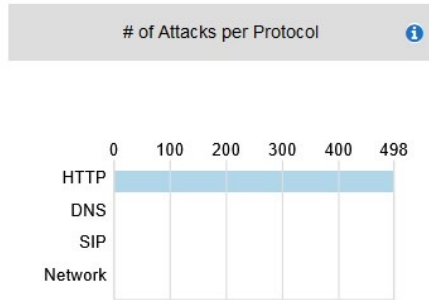 # of Attacks per Protocol
0 100 200 300 400 498
HTTP
DNS
SIP
Network